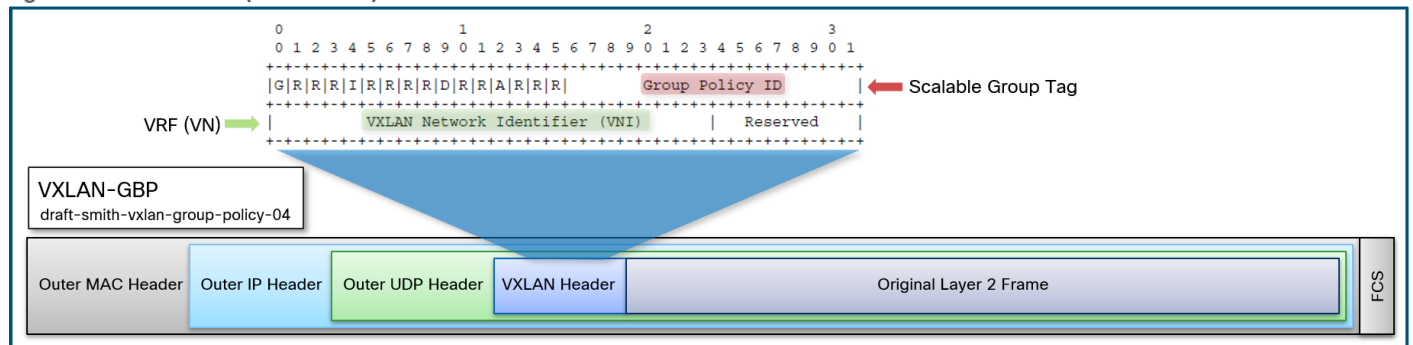 0                   1                   2                   3
0 1 2 3 4 5 6 7 8 9 0 1 2 3 4 5 6 7 8 9 0 1 2 3 4 5 6 7 8 9 0 1
+-+-+-+-+-+-+-+-+-+-+-+-+-+-+-+-+-+-+-+-+-+-+-+-+-+-+-+-+-+-+-+-+
|G|R|R|R|I|R|R|R|R|D|R|R|A|R|R|R| Group Policy ID |
Scalable Group Tag
+-+-+-+-+-+-+-+-+-+-+-+-+-+-+-+-+-+-+-+-+-+-+-+-+-+-+-+-+-+-+-+-+
VRF (VN)
| VXLAN Network Identifier (VNI) | Reserved |
+-+-+-+-+-+-+-+-+-+-+-+-+-+-+-+-+-+-+-+-+-+-+-+-+-+-+-+-+-+-+-+-+
VXLAN-GBP
draft-smith-vxlan-group-policy-04
Outer MAC Header
Outer IP Header
Outer UDP Header
VXLAN Header
Original Layer 2 Frame
FCS